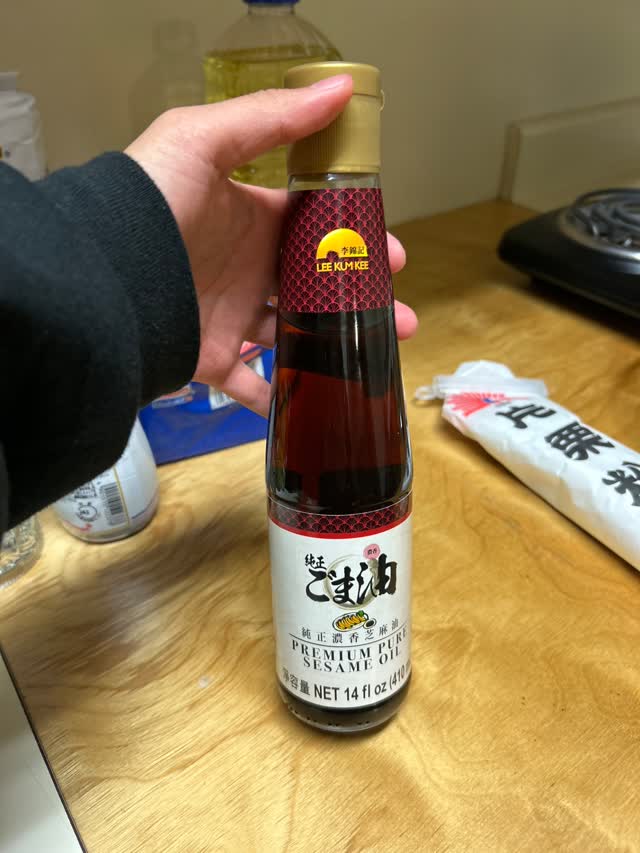 李錦記
LEE KUM KEE
濃香
純正
ごま油
純正濃香芝麻油
PREMIUM PURE
SESAME OIL
淨容量 NET 14 fl oz (410